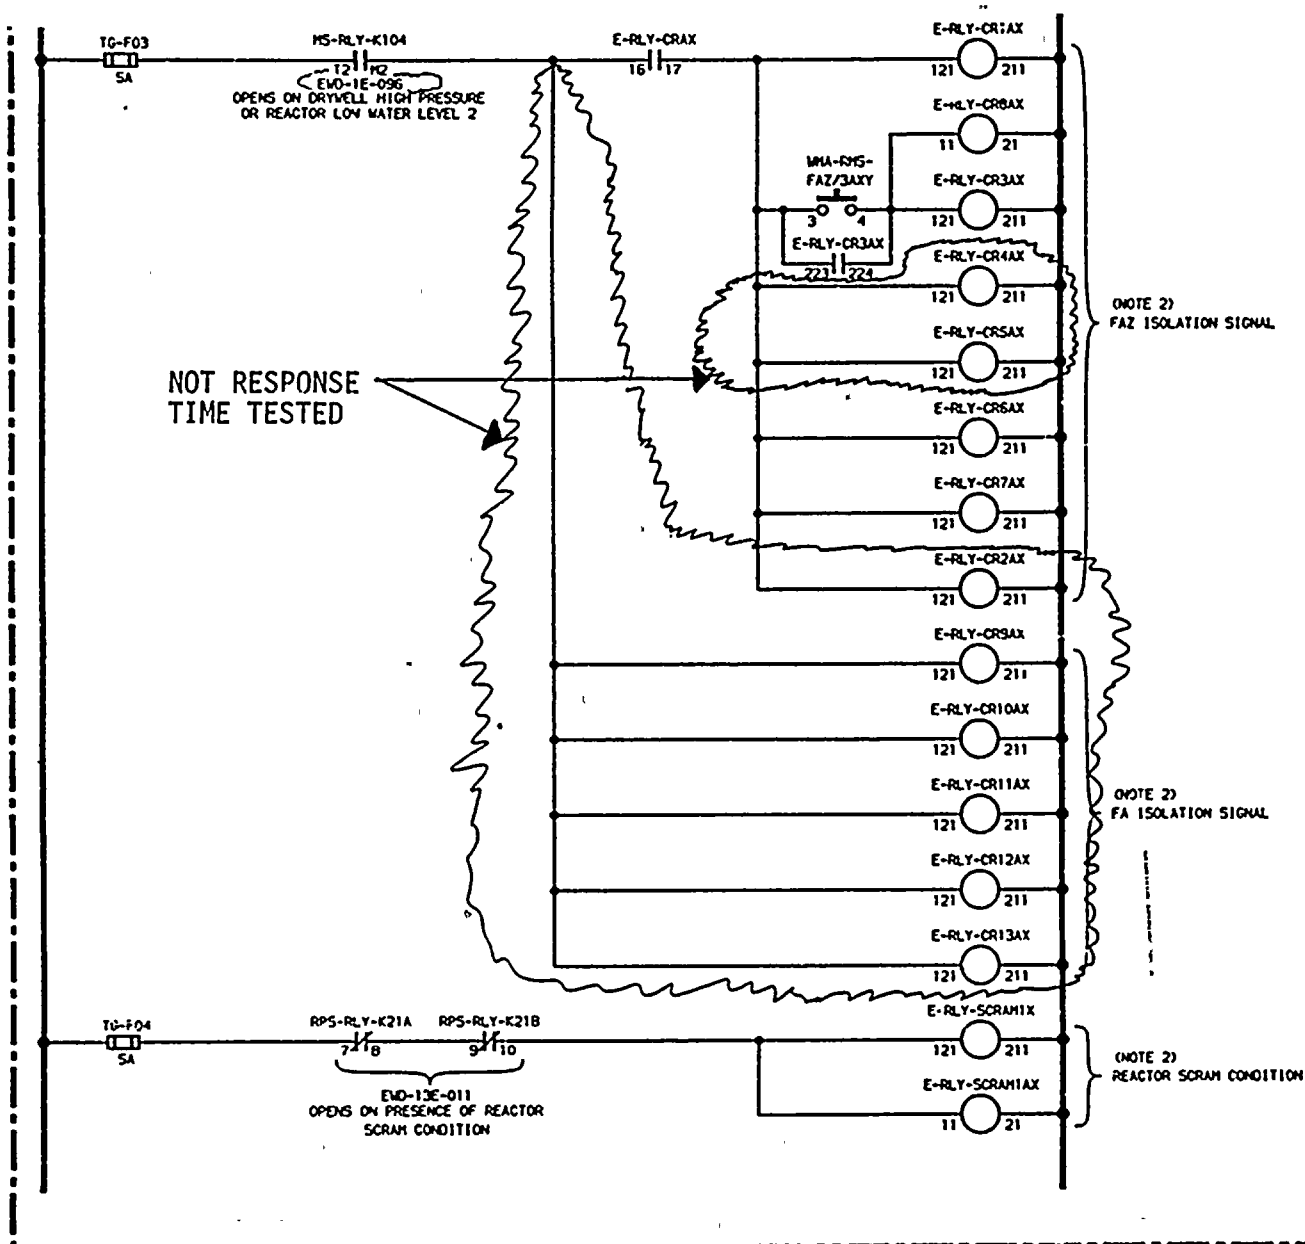 TG-F03
5A
MS-RLY-K104
T2 M2
EWD-1E-096
OPENS ON DRYWELL HIGH PRESSURE
OR REACTOR LOW WATER LEVEL 2
E-RLY-CRAX
16 17
E-RLY-CR1AX
121 211
E-RLY-CR8AX
11 21
WMA-RMS-
FAZ/3AXY
3 4
E-RLY-CR3AX
121 211
E-RLY-CR3AX
223 224
E-RLY-CR4AX
121 211
(NOTE 2)
FAZ ISOLATION SIGNAL
E-RLY-CR5AX
121 211
NOT RESPONSE
TIME TESTED
E-RLY-CR6AX
121 211
E-RLY-CR7AX
121 211
E-RLY-CR2AX
121 211
E-RLY-CR9AX
121 211
E-RLY-CR10AX
121 211
E-RLY-CR11AX
121 211
(NOTE 2)
FA ISOLATION SIGNAL
E-RLY-CR12AX
121 211
E-RLY-CR13AX
121 211
TG-F04
5A
RPS-RLY-K21A
7 8
RPS-RLY-K21B
9 10
EWD-13E-011
OPENS ON PRESENCE OF REACTOR
SCRAM CONDITION
E-RLY-SCRAM1X
121 211
E-RLY-SCRAM1AX
11 21
(NOTE 2)
REACTOR SCRAM CONDITION